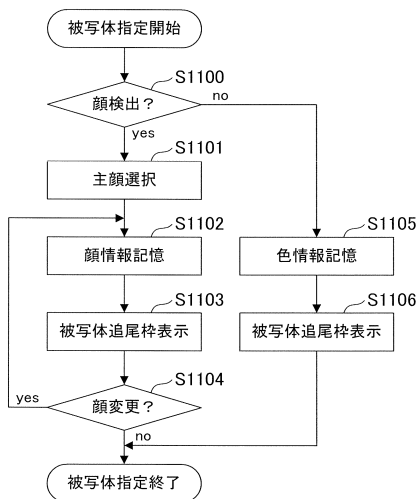 被写体指定開始
S1100
顔検出?
no
yes
S1101
主顔選択
S1102
顔情報記憶
S1105
色情報記憶
S1103
被写体追尾枠表示
S1106
被写体追尾枠表示
S1104
顔変更?
yes
no
被写体指定終了